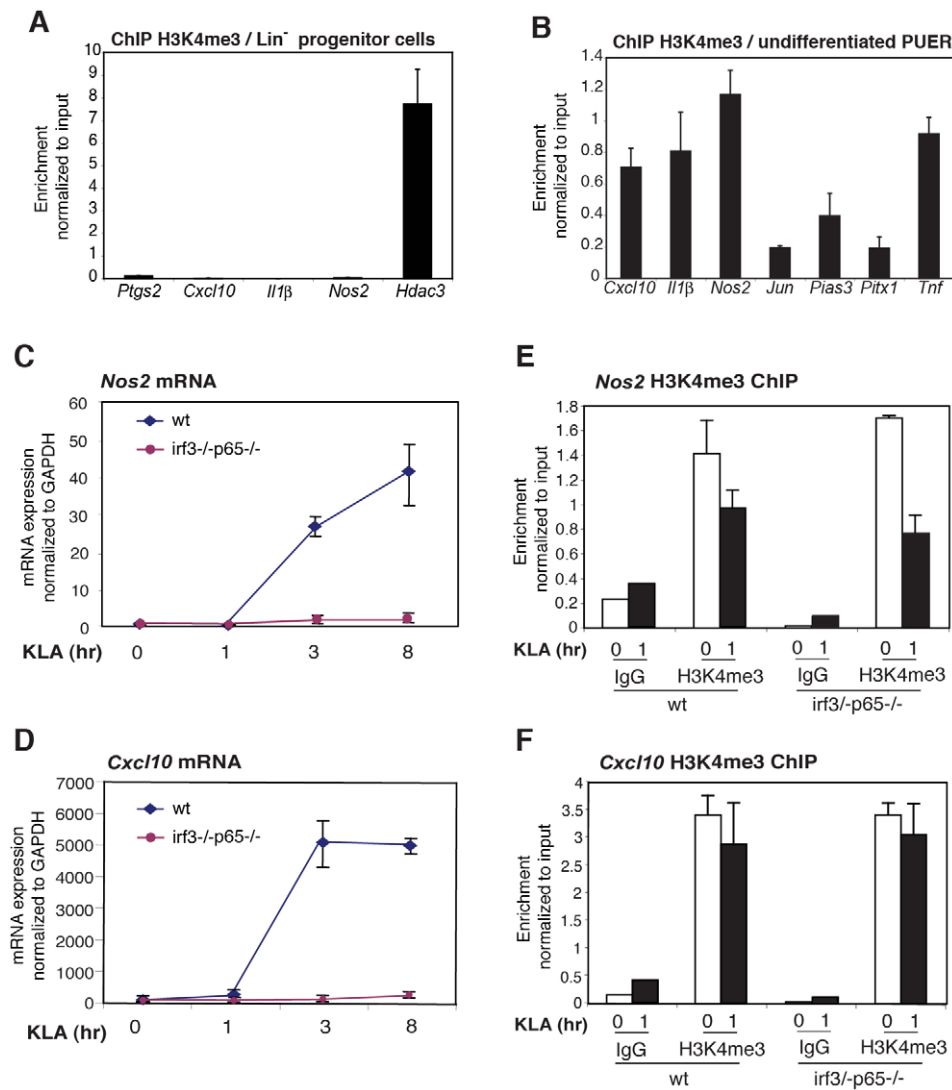 A
ChIP H3K4me3 / Lin- progenitor cells
Enrichment
normalized to input
10
9
8
7
6
5
4
3
2
1
0
Ptgs2 Cxcl10 Il1β Nos2 Hdac3
B
ChIP H3K4me3 / undifferentiated PUER
Enrichment
normalized to input
1.4
1.2
1
0.8
0.6
0.4
0.2
0
Cxcl10 Il1β Nos2 Jun Pias3 Pitx1 Tnf
C
Nos2 mRNA
mRNA expression
normalized to GAPDH
60
50
40
30
20
10
0
wt
irf3-/-p65-/-
KLA (hr) 0 1 3 8
E
Nos2 H3K4me3 ChIP
Enrichment
normalized to input
1.8
1.6
1.4
1.2
1
0.8
0.6
0.4
0.2
0
KLA (hr) 0 1 0 1 0 1 0 1
IgG H3K4me3 IgG H3K4me3
wt irf3/-p65-/-
D
Cxcl10 mRNA
mRNA expression
normalized to GAPDH
7000
6000
5000
4000
3000
2000
1000
0
wt
irf3-/-p65-/-
KLA (hr) 0 1 3 8
F
Cxcl10 H3K4me3 ChIP
Enrichment
normalized to input
3.5
3
2.5
2
1.5
1
0.5
0
KLA (hr) 0 1 0 1 0 1 0 1
IgG H3K4me3 IgG H3K4me3
wt irf3/-p65-/-